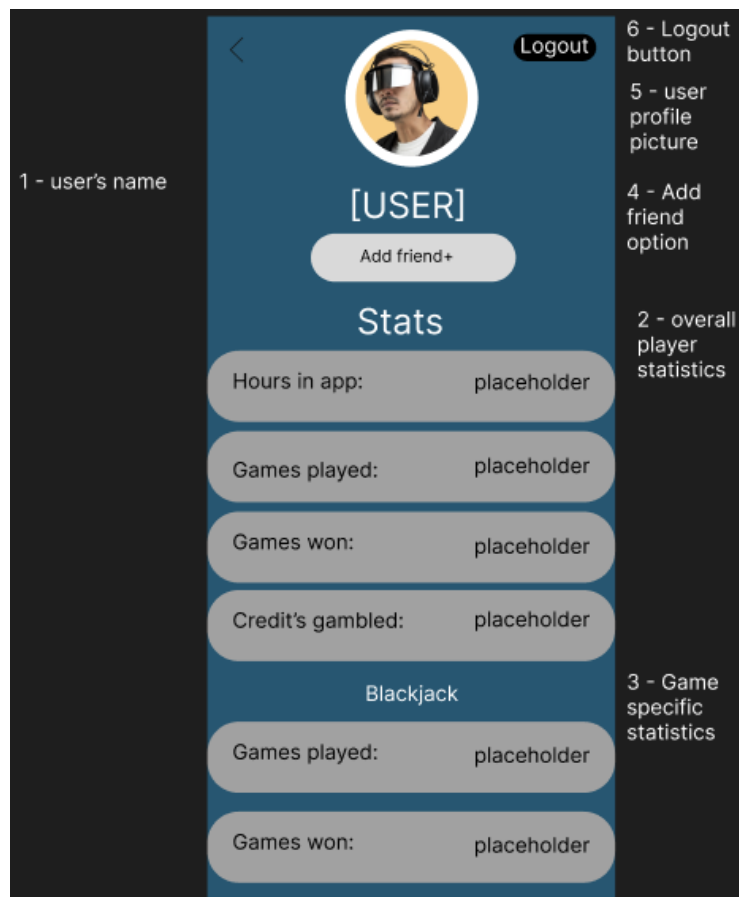 6 - Logout
button
Logout
5 - user
profile
picture
1 - user’s name
4 - Add
friend
option
[USER]
Add friend+
Stats
2 - overall
player
statistics
Hours in app:
placeholder
Games played:
placeholder
Games won:
placeholder
Credit’s gambled:
placeholder
Blackjack
3 - Game
specific
statistics
Games played:
placeholder
Games won:
placeholder